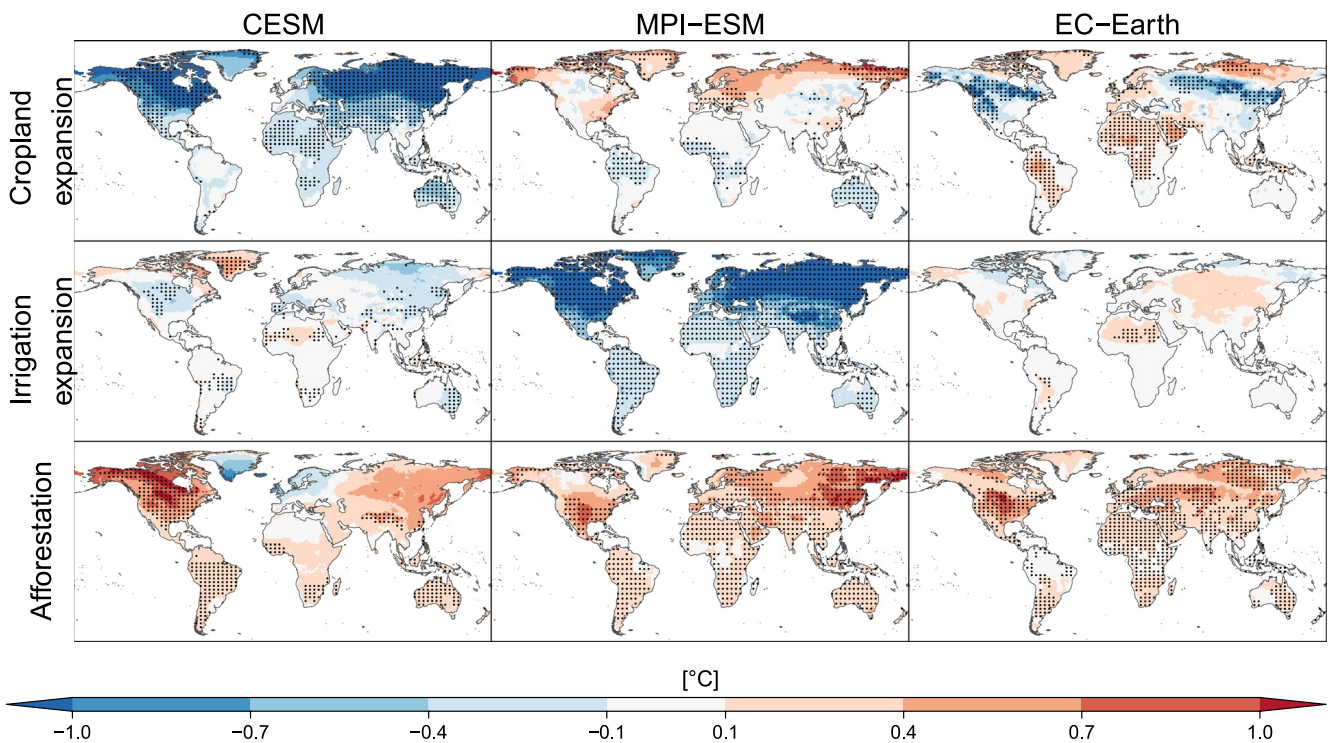 CESM MPI−ESM EC−Earth
Cropland
expansion
Irrigation
expansion
Afforestation
[°C]
−1.0 −0.7 −0.4 −0.1 0.1 0.4 0.7 1.0